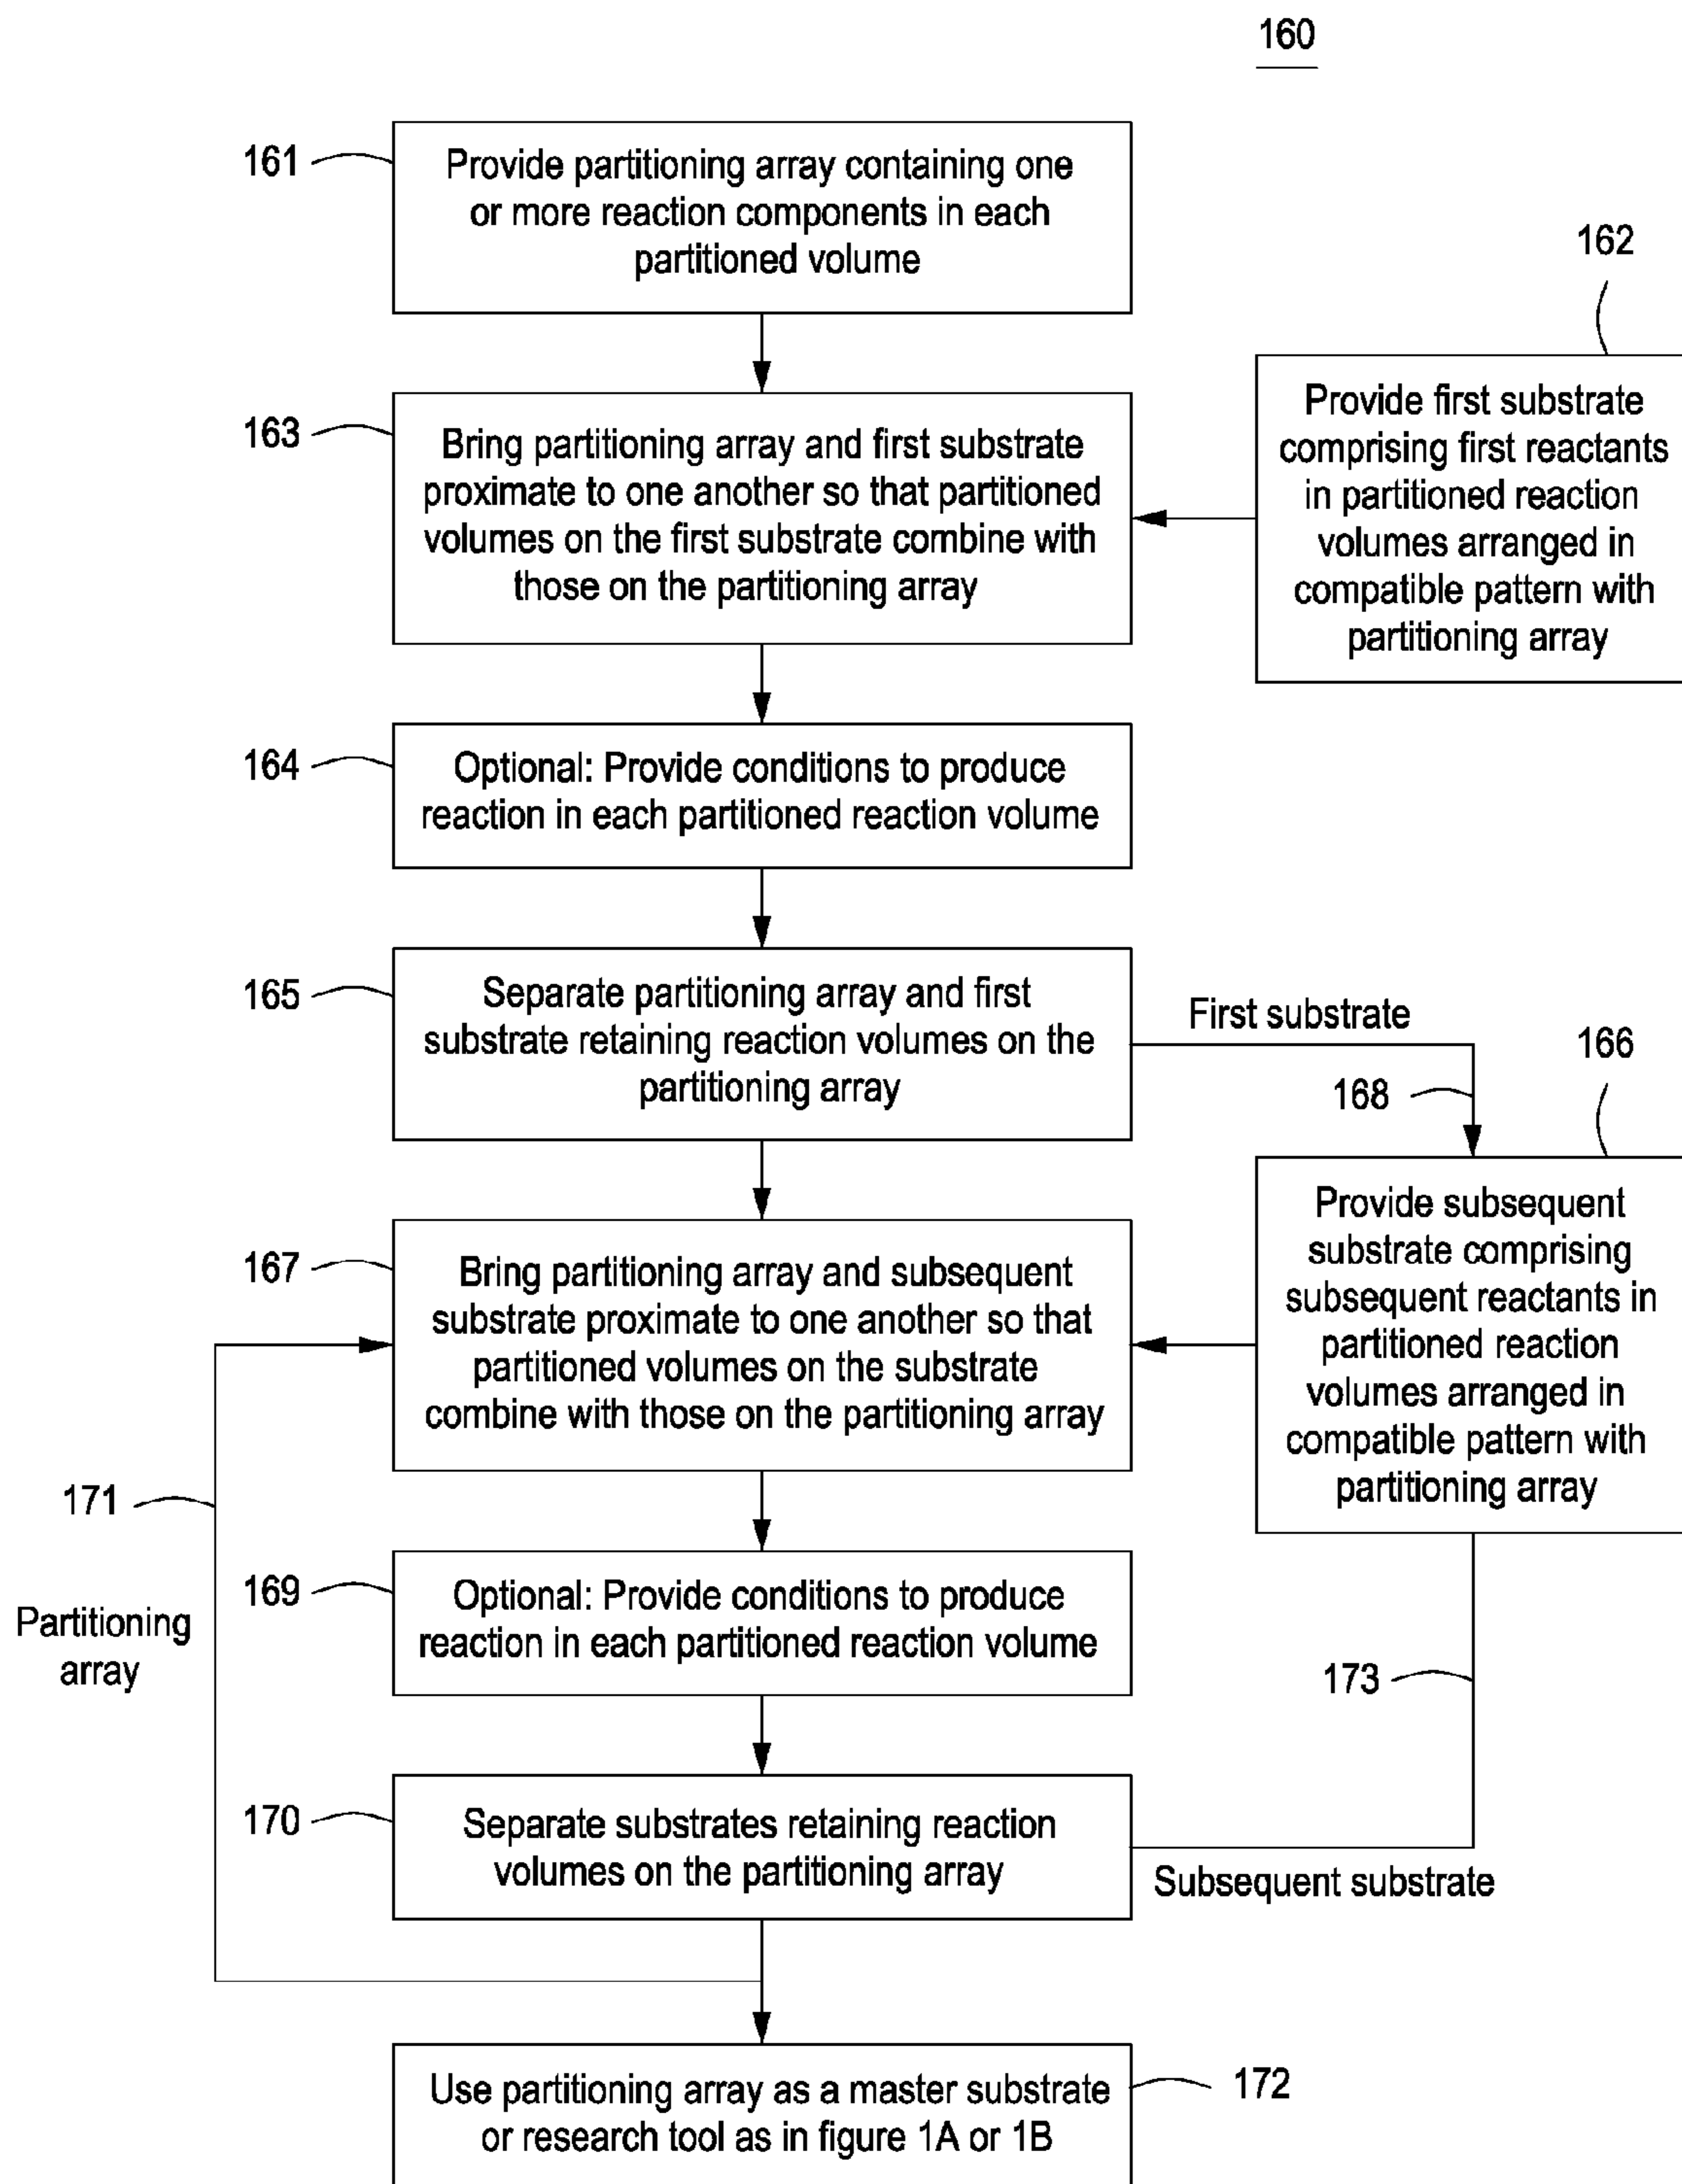 160
161
Provide partitioning array containing one
or more reaction components in each
partitioned volume
162
Provide first substrate
comprising first reactants
in partitioned reaction
volumes arranged in
compatible pattern with
partitioning array
163
Bring partitioning array and first substrate
proximate to one another so that partitioned
volumes on the first substrate combine with
those on the partitioning array
164
Optional: Provide conditions to produce
reaction in each partitioned reaction volume
165
Separate partitioning array and first
substrate retaining reaction volumes on the
partitioning array
First substrate
168
166
Provide subsequent
substrate comprising
subsequent reactants in
partitioned reaction
volumes arranged in
compatible pattern with
partitioning array
167
Bring partitioning array and subsequent
substrate proximate to one another so that
partitioned volumes on the substrate
combine with those on the partitioning array
171
Partitioning
array
169
Optional: Provide conditions to produce
reaction in each partitioned reaction volume
173
170
Separate substrates retaining reaction
volumes on the partitioning array
Subsequent substrate
Use partitioning array as a master substrate
or research tool as in figure 1A or 1B
172